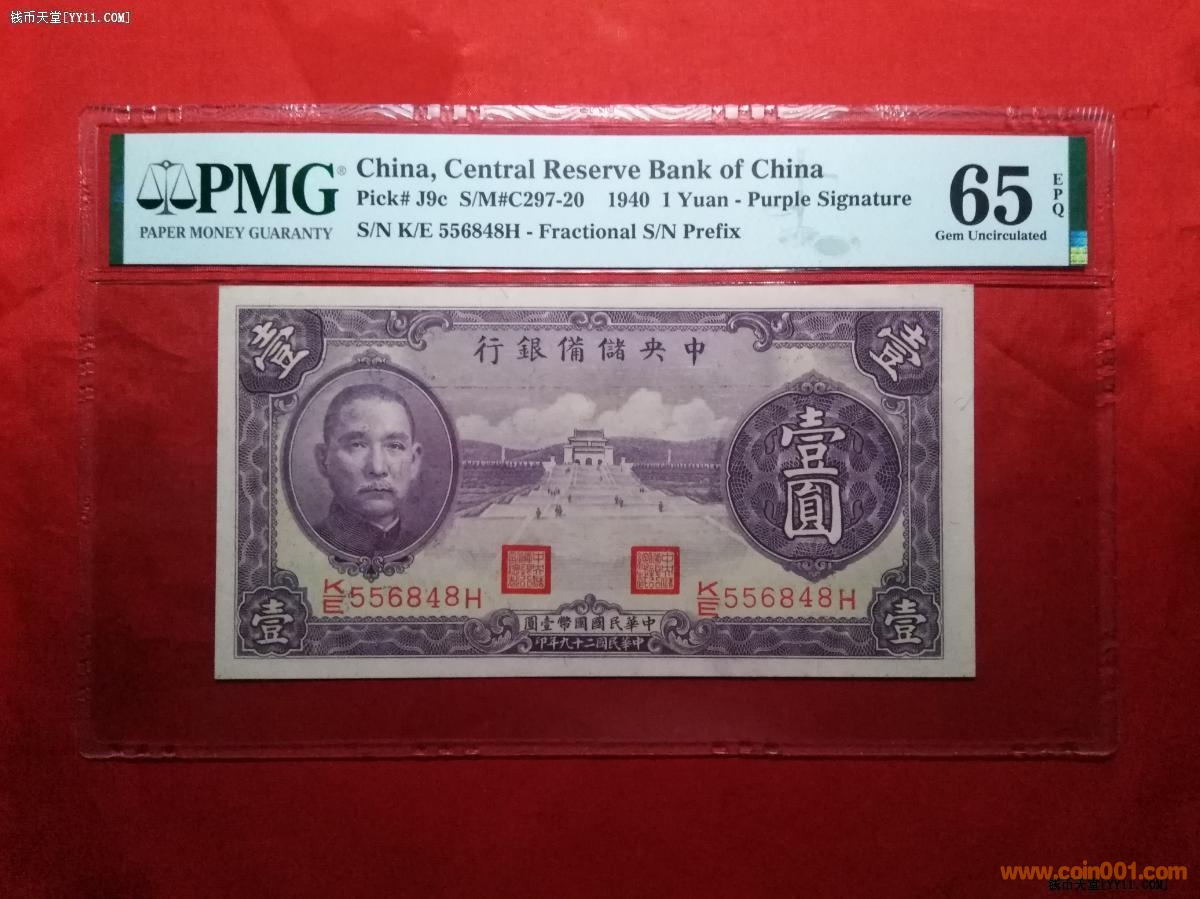 钱币天堂[YY11.COM]
PMG®
PAPER MONEY GUARANTY
China, Central Reserve Bank of China
Pick# J9c S/M#C297-20 1940 1 Yuan - Purple Signature
S/N K/E 556848H - Fractional S/N Prefix
65
EPQ
Gem Uncirculated
壹
行銀備儲央中
壹
壹圓
K/E 556848H
K/E 556848H
壹
圓壹幣國國民華中
印年九十二國民華中
壹
www.coin001.com
钱币天堂[YY11.COM]